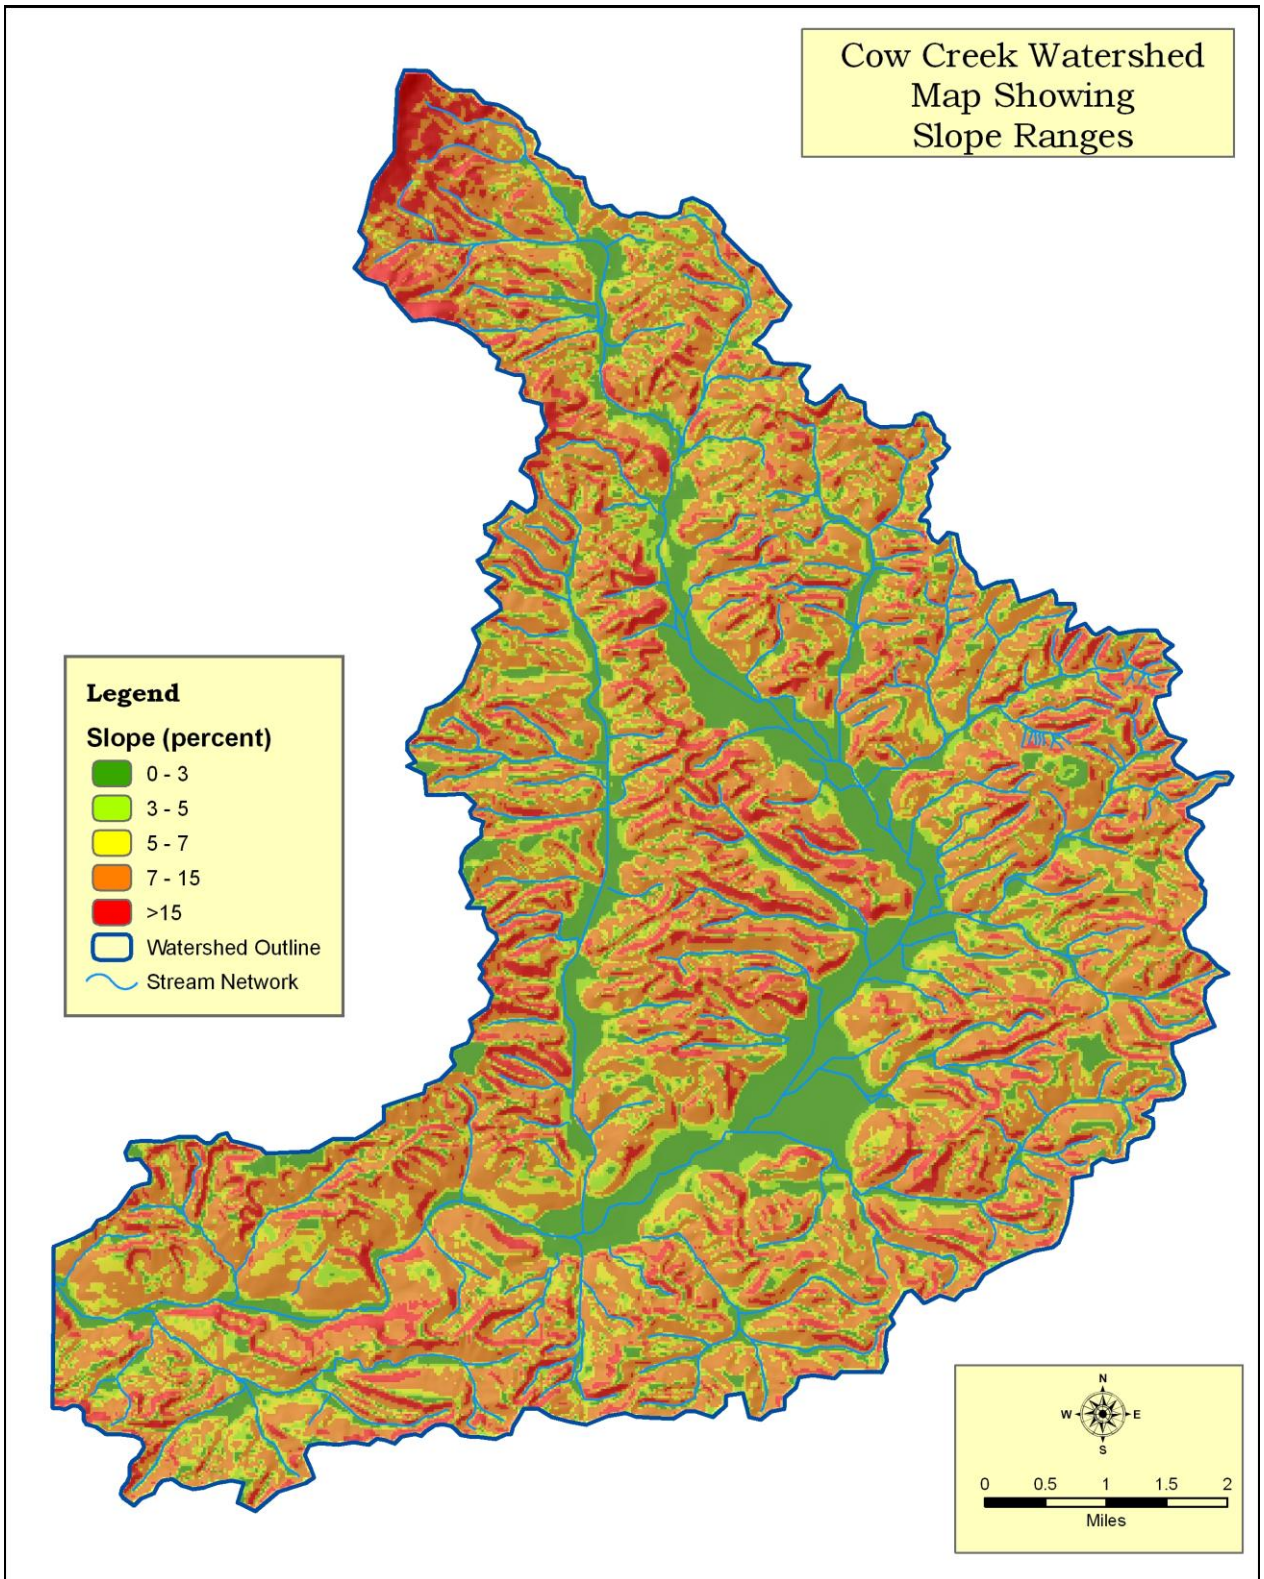 Cow Creek Watershed
Map Showing
Slope Ranges
Legend
Slope (percent)
0 - 3
3 - 5
5 - 7
7 - 15
>15
Watershed Outline
Stream Network
N
W E
S
0 0.5 1 1.5 2
Miles